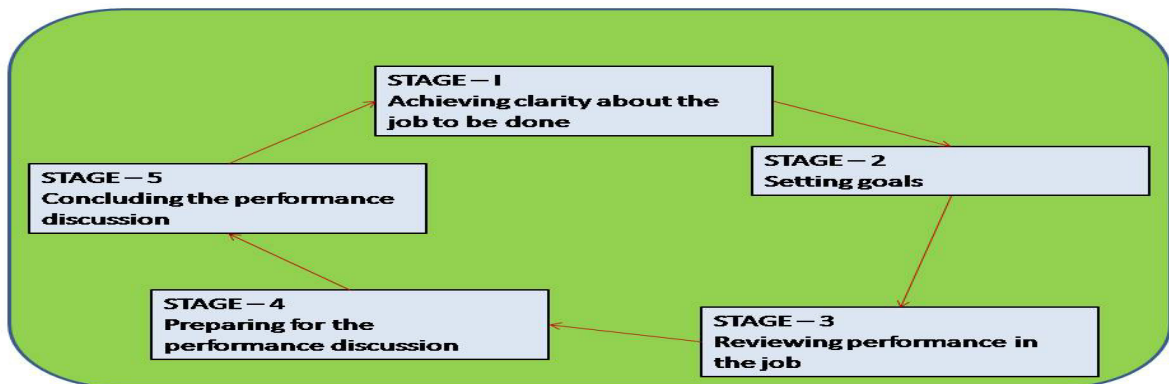 STAGE – I
Achieving clarity about the
job to be done
STAGE – 2
Setting goals
STAGE – 3
Reviewing performance in
the job
STAGE – 4
Preparing for the
performance discussion
STAGE – 5
Concluding the performance
discussion